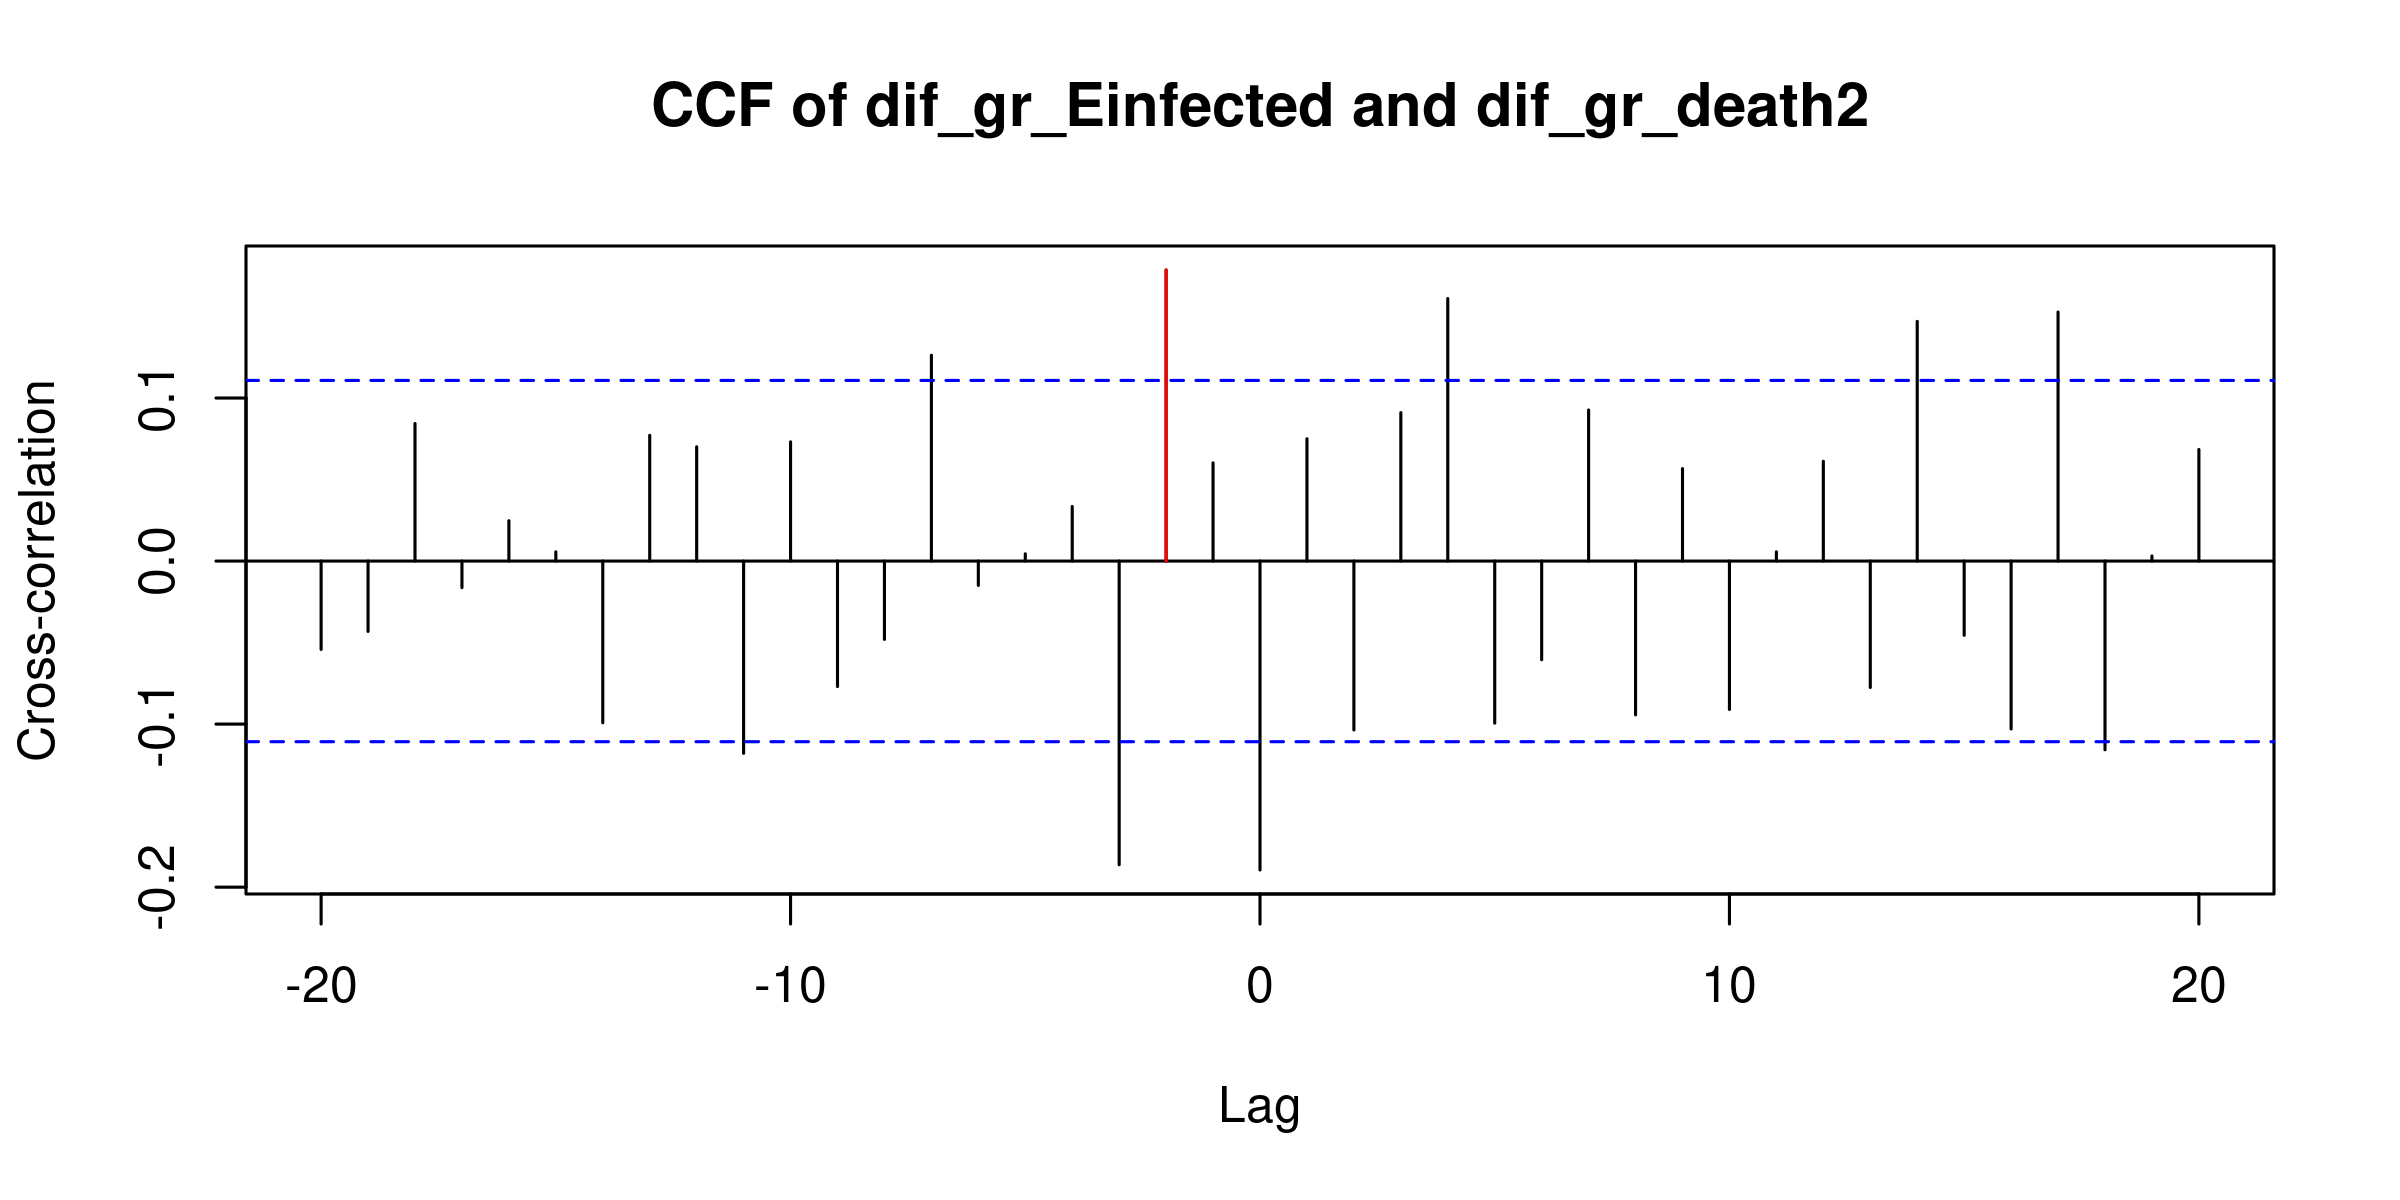 CCF of dif_gr_Einfected and dif_gr_death2
Cross-correlation
0.1
0.0
-0.1
-0.2
-20 -10 0 10 20
Lag